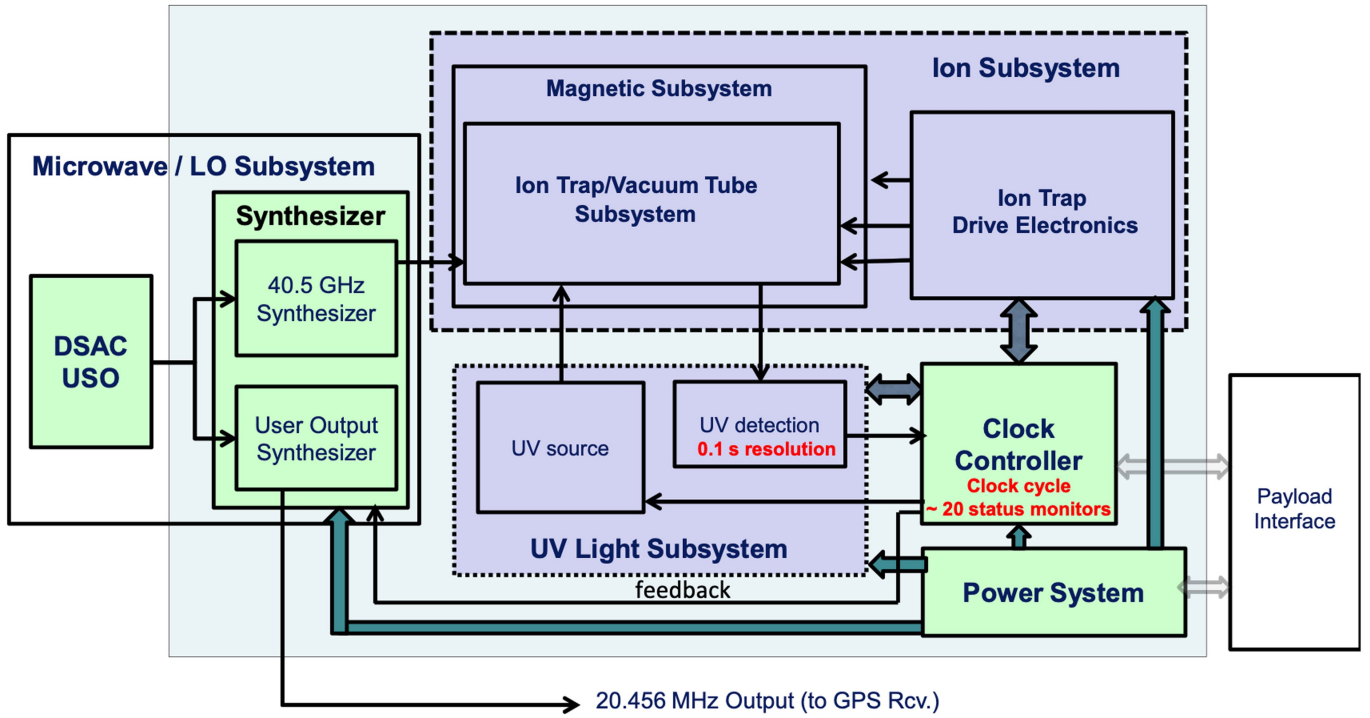 Ion Subsystem
Magnetic Subsystem
Microwave / LO Subsystem
Ion Trap/Vacuum Tube
Subsystem
Ion Trap
Drive Electronics
Synthesizer
40.5 GHz
Synthesizer
DSAC
USO
User Output
Synthesizer
UV source
UV detection
0.1 s resolution
UV Light Subsystem
Clock
Controller
Clock cycle
~ 20 status monitors
Payload
Interface
feedback
Power System
20.456 MHz Output (to GPS Rcv.)